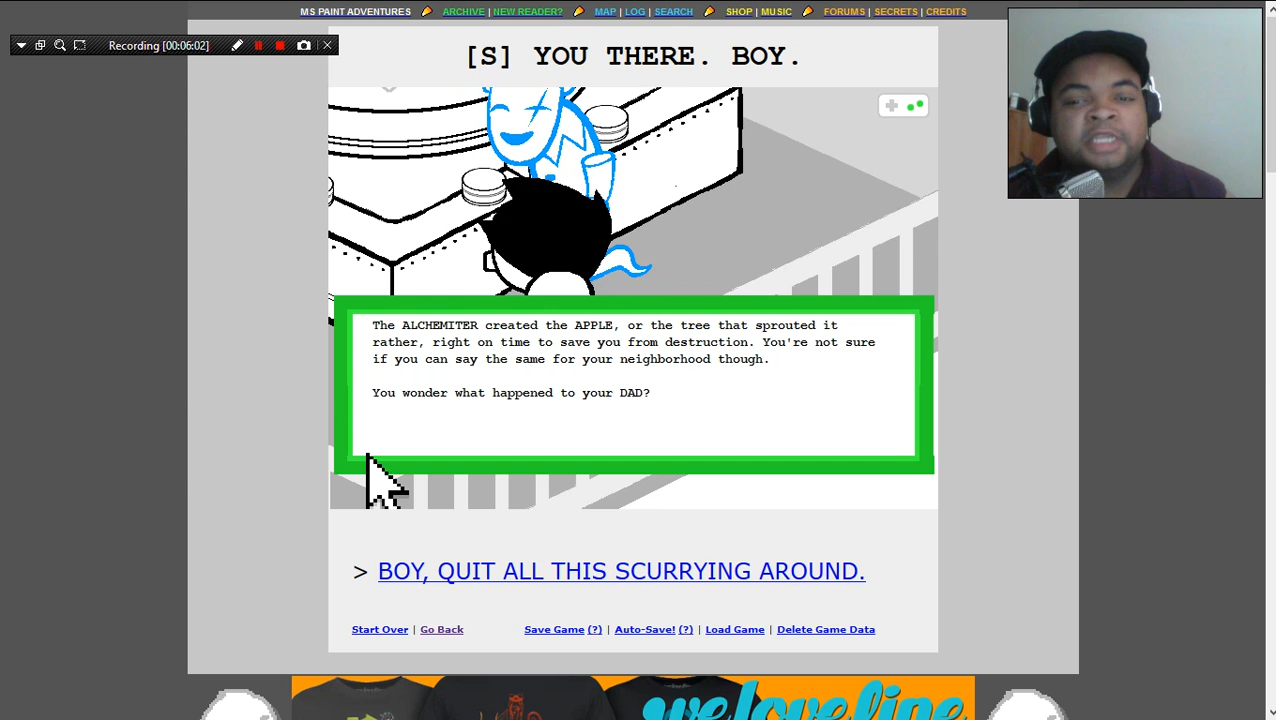 MS PAINT ADVENTURES ARCHIVE | NEW READER? MAP | LOG | SEARCH SHOP | MUSIC FORUMS | SECRETS | CREDITS
Recording [00:06:02]
[S] YOU THERE. BOY.
The ALCHEMITER created the APPLE, or the tree that sprouted it
rather, right on time to save you from destruction. You're not sure
if you can say the same for your neighborhood though.
You wonder what happened to your DAD?
> BOY, QUIT ALL THIS SCURRYING AROUND.
Start Over | Go Back Save Game (?) | Auto-Save! (?) | Load Game | Delete Game Data
welovefine